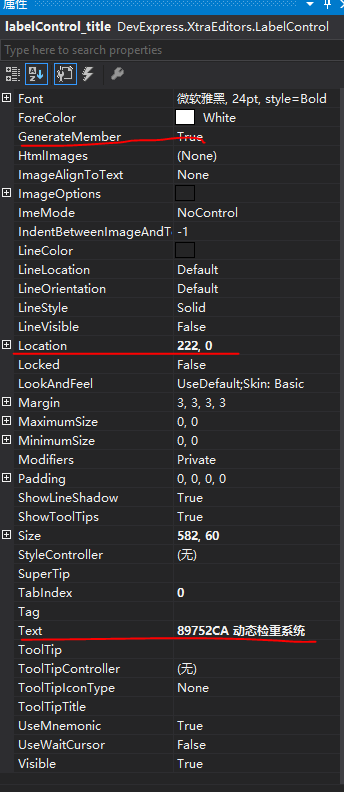 属性
labelControl_title DevExpress.XtraEditors.LabelControl
Type here to search properties
Font 微软雅黑, 24pt, style=Bold
ForeColor White
GenerateMember True
HtmlImages (None)
ImageAlignToText None
ImageOptions
ImeMode NoControl
IndentBetweenImageAndT -1
LineColor
LineLocation Default
LineOrientation Default
LineStyle Solid
LineVisible False
Location 222, 0
Locked False
LookAndFeel UseDefault;Skin: Basic
Margin 3, 3, 3, 3
MaximumSize 0, 0
MinimumSize 0, 0
Modifiers Private
Padding 0, 0, 0, 0
ShowLineShadow True
ShowToolTips True
Size 582, 60
StyleController (无)
SuperTip
TabIndex 0
Tag
Text 89752CA 动态检重系统
ToolTip
ToolTipController (无)
ToolTipIconType None
ToolTipTitle
UseMnemonic True
UseWaitCursor False
Visible True